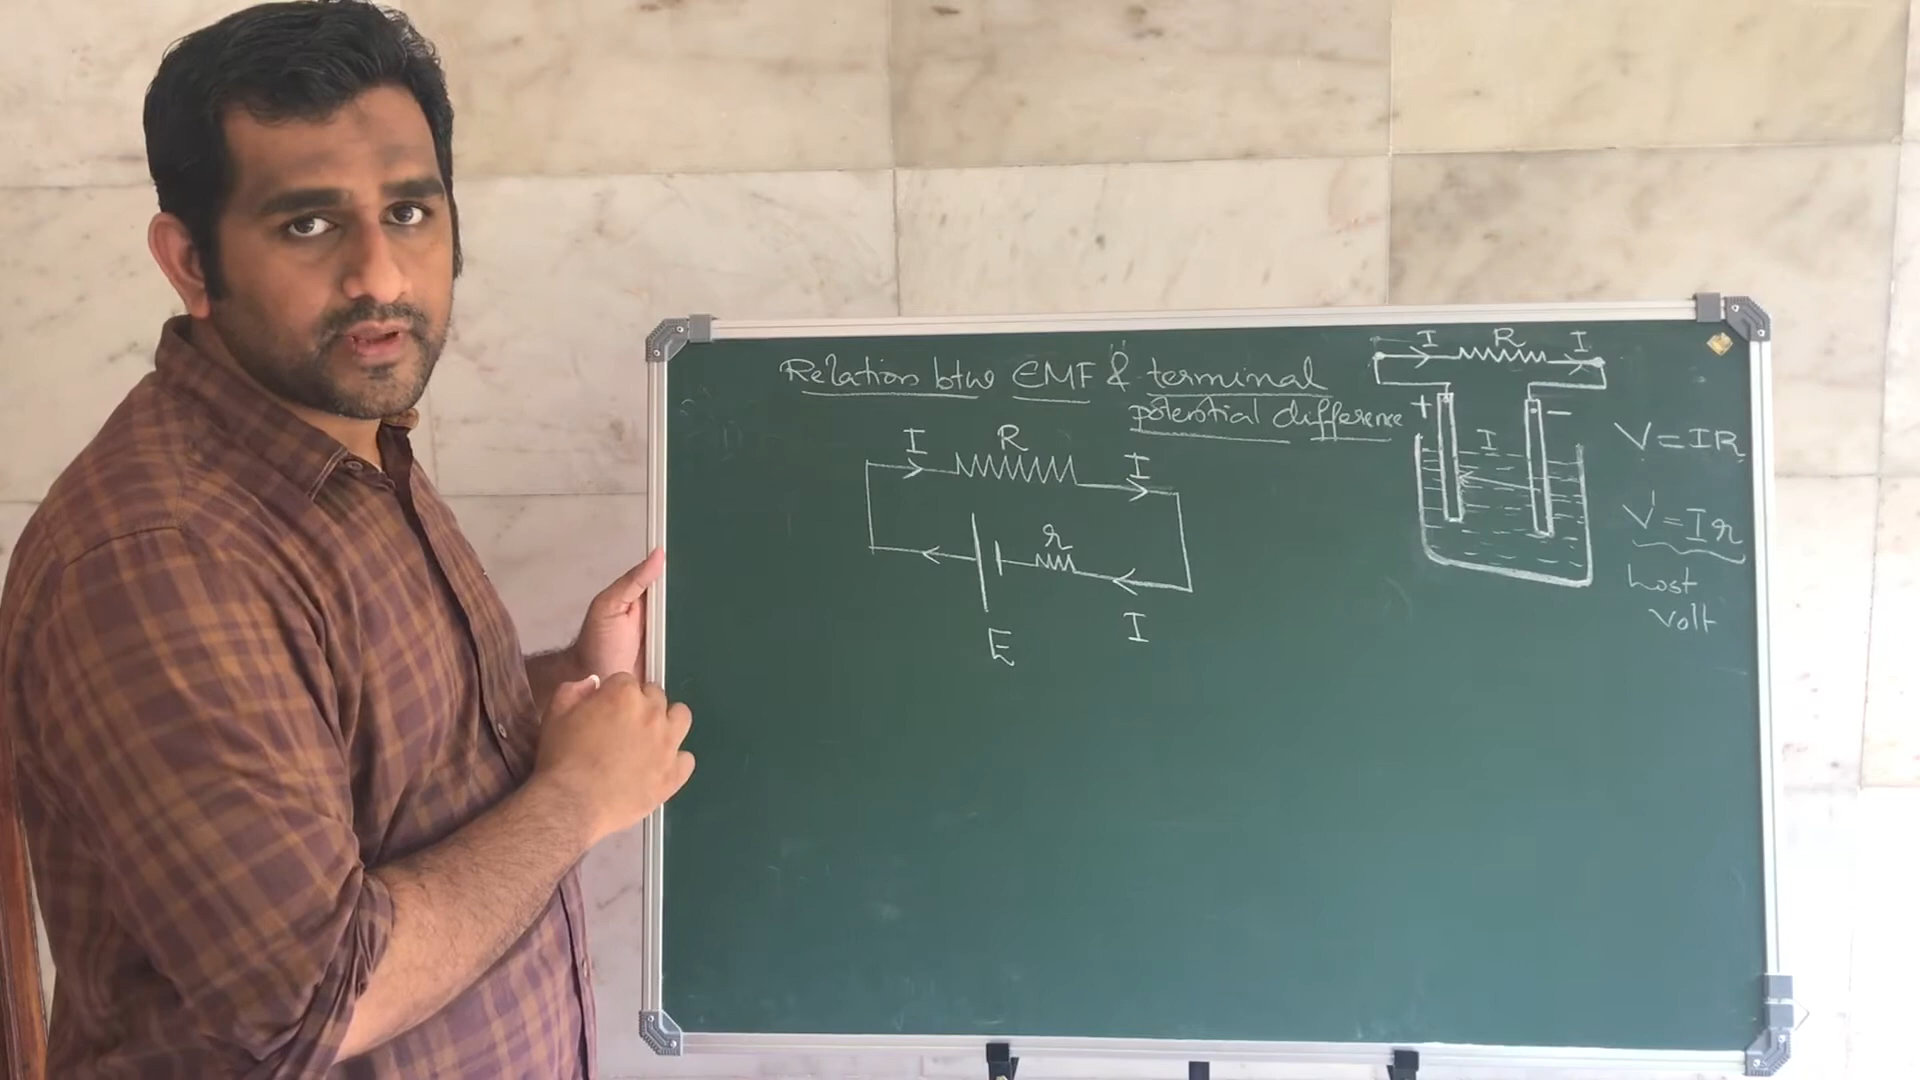 Relation btw EMF & terminal
potential difference
I R I
r
I
E
I R I
+ −
I
V = IR
V' = Ir
Lost
Volt